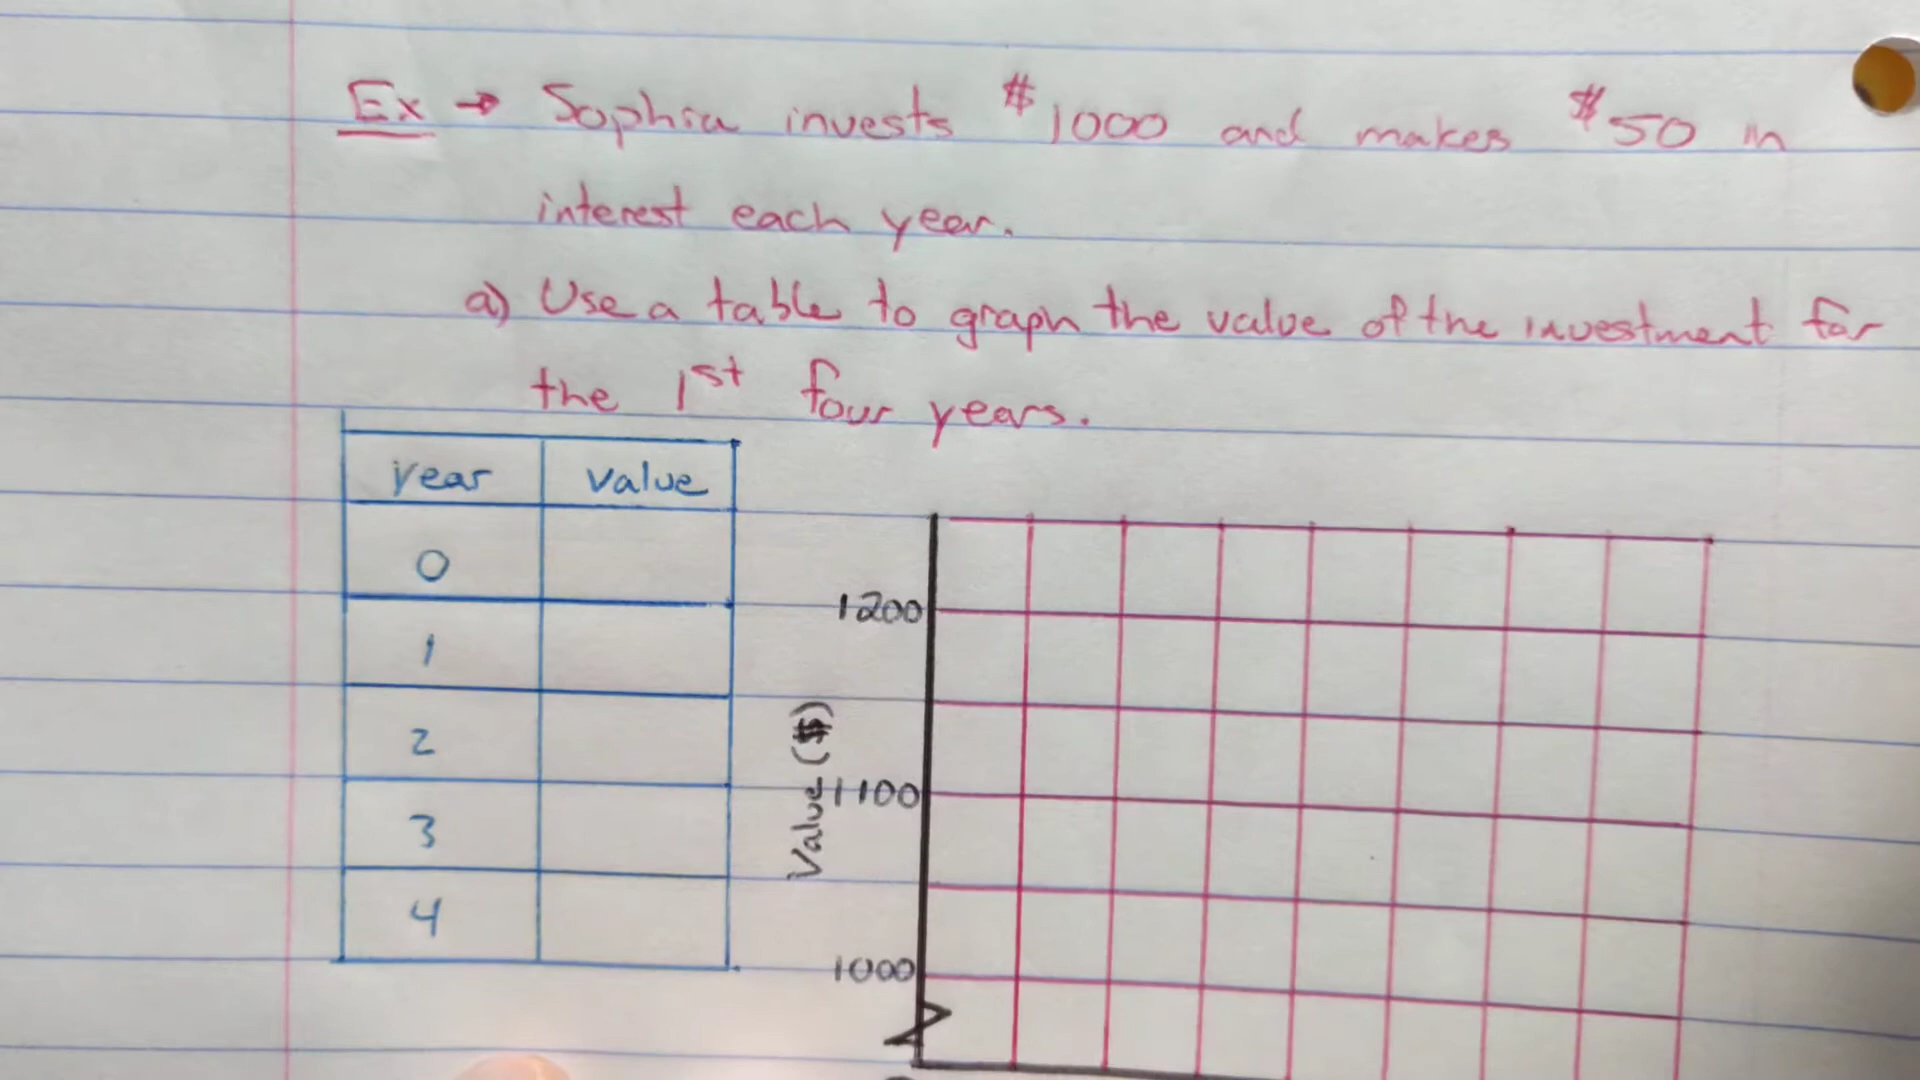 Ex → Sophia invests $1000 and makes $50 in
interest each year.
a) Use a table to graph the value of the investment for
the 1st four years.
year value
0
1
2
3
4
Value ($)
1200
1100
1000